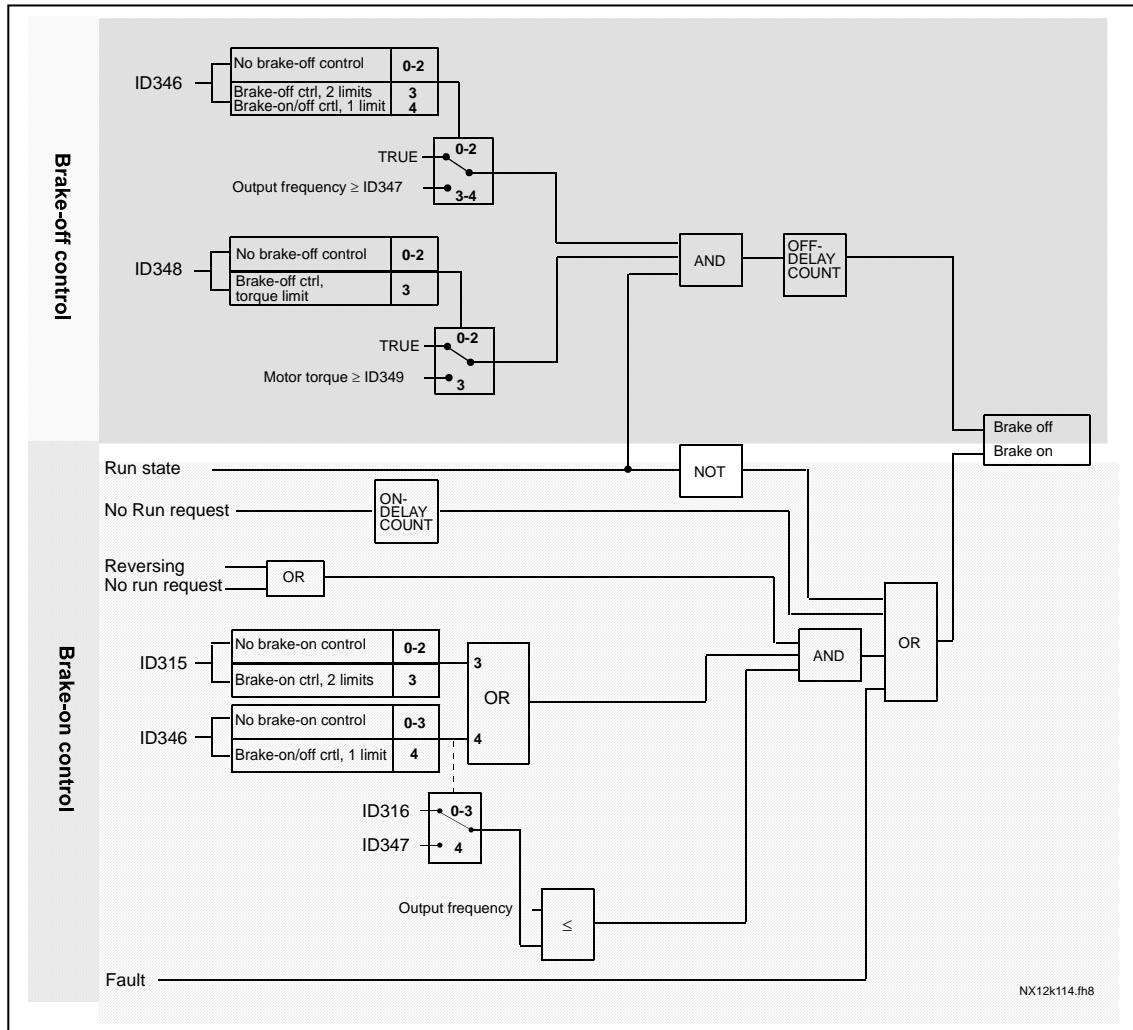 Brake-off control
ID346
No brake-off control 0-2
Brake-off ctrl, 2 limits 3
Brake-on/off crtl, 1 limit 4
TRUE
0-2
Output frequency ≥ ID347
3-4
ID348
No brake-off control 0-2
Brake-off ctrl,
torque limit
3
TRUE
0-2
Motor torque ≥ ID349
3
AND
OFF-
DELAY
COUNT
Brake off
Brake on
Brake-on control
Run state
NOT
No Run request
ON-
DELAY
COUNT
Reversing
No run request
OR
ID315
No brake-on control 0-2
Brake-on ctrl, 2 limits 3
ID346
No brake-on control 0-3
Brake-on/off crtl, 1 limit 4
3
OR
4
AND
OR
ID316
0-3
ID347
4
Output frequency
≤
Fault
NX12k114.fh8